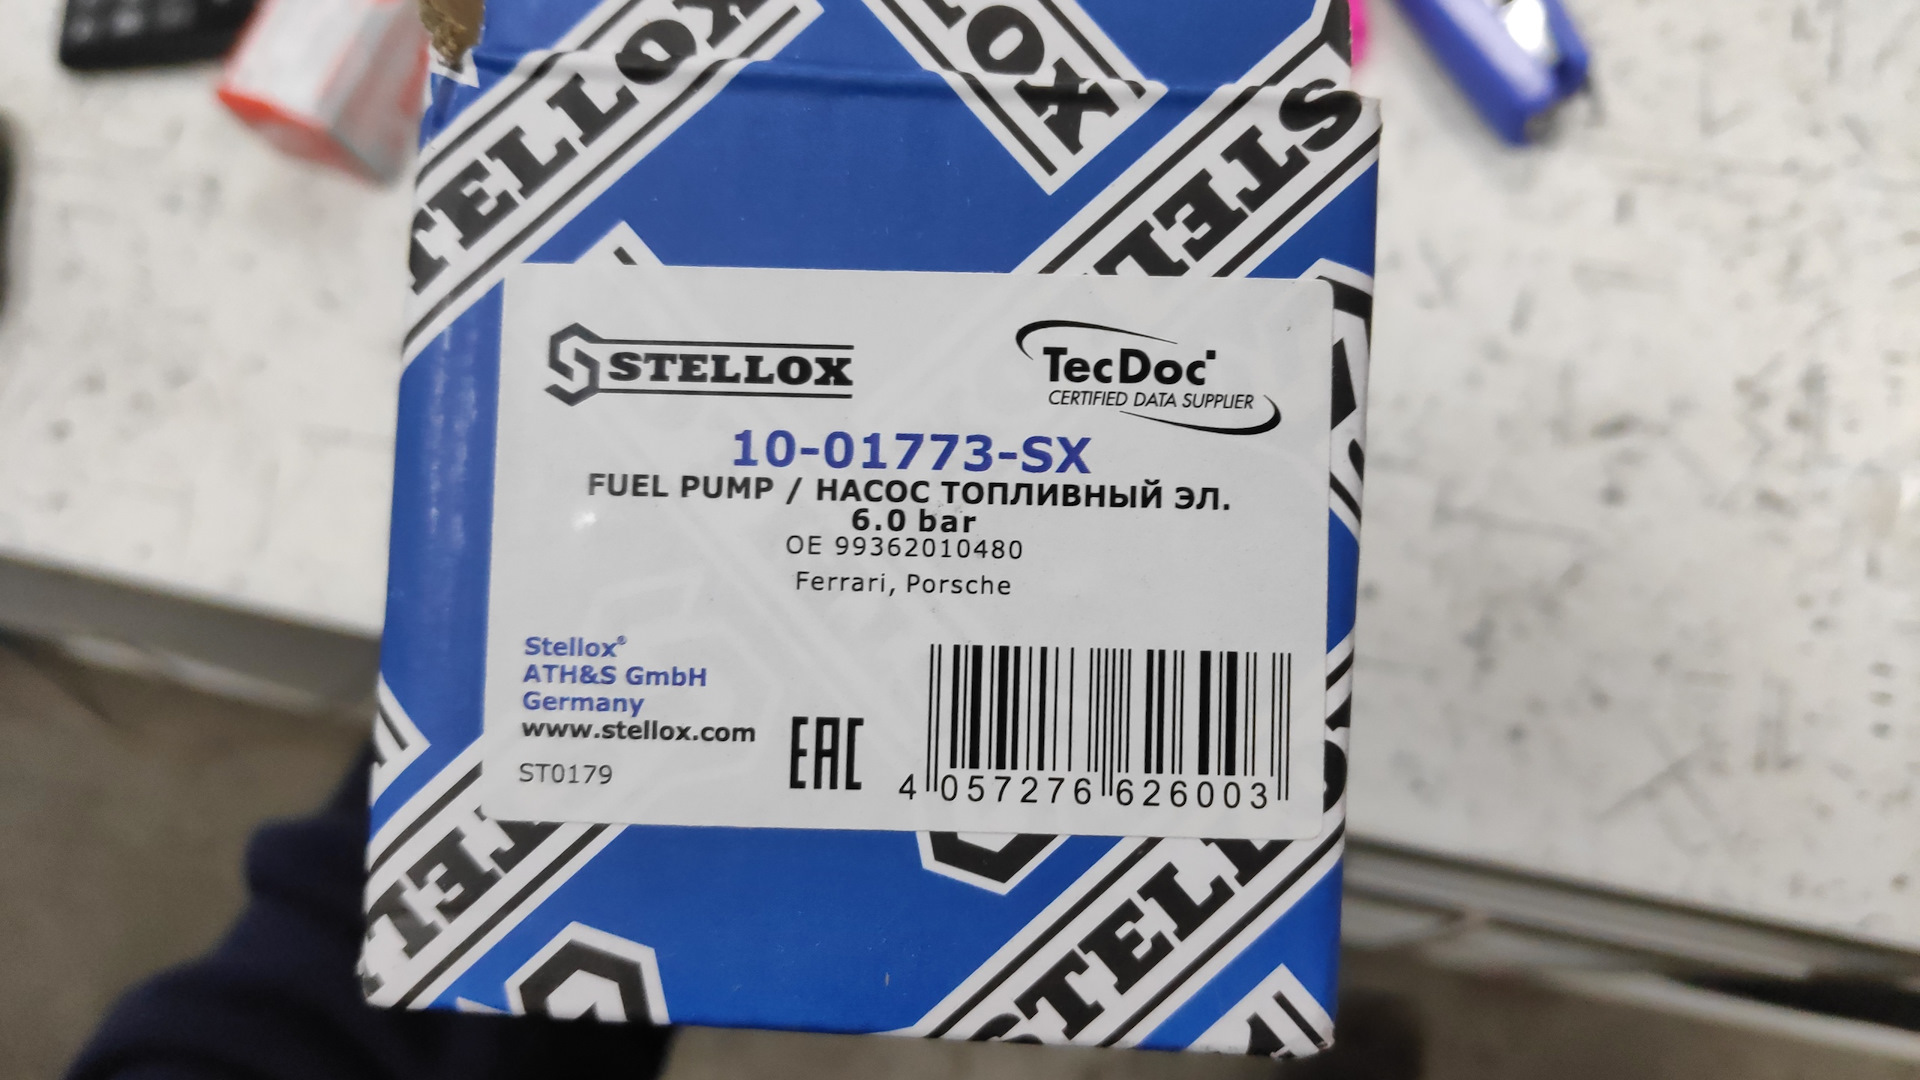 STELLOX
STELLOX
TecDoc
CERTIFIED DATA SUPPLIER
10-01773-SX
FUEL PUMP / НАСОС ТОПЛИВНЫЙ ЭЛ.
6.0 bar
OE 99362010480
Ferrari, Porsche
Stellox®
ATH&S GmbH
Germany
www.stellox.com
ST0179
EAC
4 057276 626003